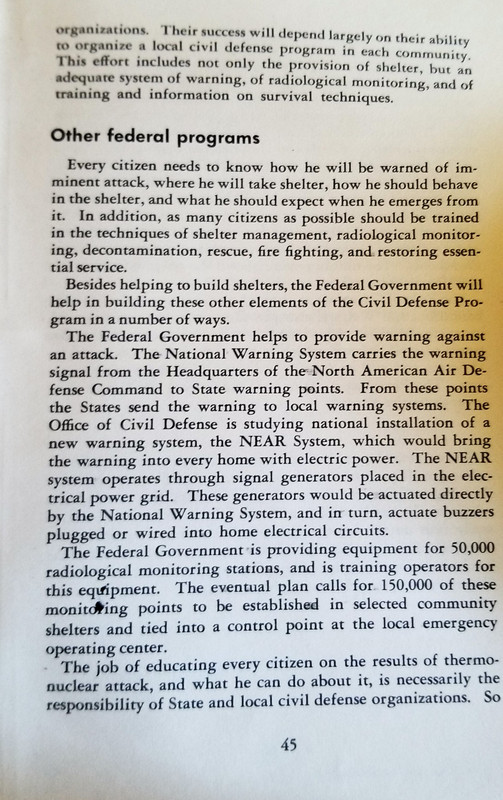 organizations. Their success will depend largely on their ability
to organize a local civil defense program in each community.
This effort includes not only the provision of shelter, but an
adequate system of warning, of radiological monitoring, and of
training and information on survival techniques.
Other federal programs
Every citizen needs to know how he will be warned of im-
minent attack, where he will take shelter, how he should behave
in the shelter, and what he should expect when he emerges from
it. In addition, as many citizens as possible should be trained
in the techniques of shelter management, radiological monitor-
ing, decontamination, rescue, fire fighting, and restoring essen-
tial service.
Besides helping to build shelters, the Federal Government will
help in building these other elements of the Civil Defense Pro-
gram in a number of ways.
The Federal Government helps to provide warning against
an attack. The National Warning System carries the warning
signal from the Headquarters of the North American Air De-
fense Command to State warning points. From these points
the States send the warning to local warning systems. The
Office of Civil Defense is studying national installation of a
new warning system, the NEAR System, which would bring
the warning into every home with electric power. The NEAR
system operates through signal generators placed in the elec-
trical power grid. These generators would be actuated directly
by the National Warning System, and in turn, actuate buzzers
plugged or wired into home electrical circuits.
The Federal Government is providing equipment for 50,000
radiological monitoring stations, and is training operators for
this equipment. The eventual plan calls for 150,000 of these
monitoring points to be established in selected community
shelters and tied into a control point at the local emergency
operating center.
The job of educating every citizen on the results of thermo-
nuclear attack, and what he can do about it, is necessarily the
responsibility of State and local civil defense organizations. So
45